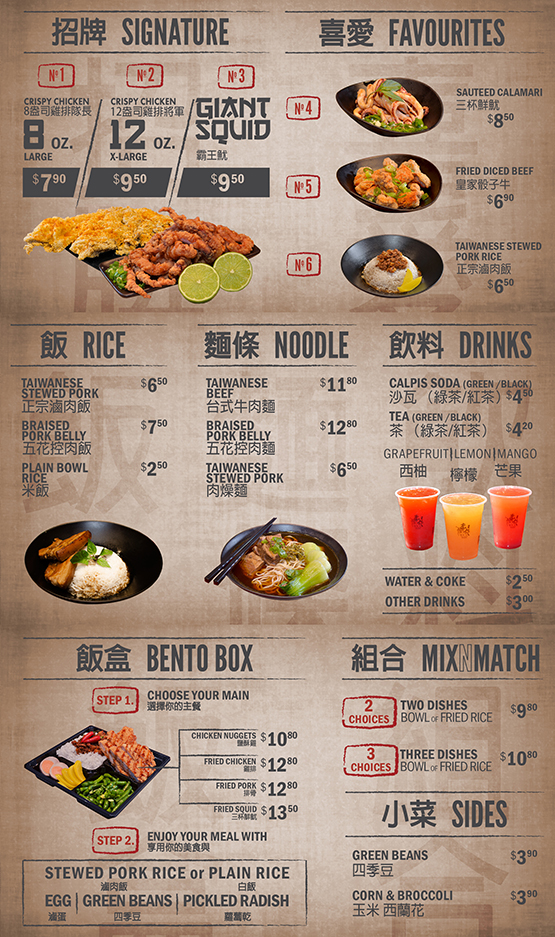 招牌 SIGNATURE
Nº1
CRISPY CHICKEN
8盎司雞排隊長
8 OZ.
LARGE
$7.90
Nº2
CRISPY CHICKEN
12盎司雞排將軍
12 OZ.
X-LARGE
$9.50
Nº3
GIANT
SQUID
霸王魷
$9.50
喜愛 FAVOURITES
Nº4
SAUTEED CALAMARI
三杯鮮魷
$8.50
Nº5
FRIED DICED BEEF
皇家骰子牛
$6.90
Nº6
TAIWANESE STEWED
PORK RICE
正宗滷肉飯
$6.50
飯 RICE
TAIWANESE
STEWED PORK
正宗滷肉飯
$6.50
BRAISED
PORK BELLY
五花控肉飯
$7.50
PLAIN BOWL
RICE
米飯
$2.50
麵條 NOODLE
TAIWANESE
BEEF
台式牛肉麵
$11.80
BRAISED
PORK BELLY
五花控肉麵
$12.80
TAIWANESE
STEWED PORK
肉燥麵
$6.50
飲料 DRINKS
CALPIS SODA (GREEN /BLACK)
沙瓦（綠茶/紅茶） $4.50
TEA (GREEN /BLACK)
茶（綠茶/紅茶） $4.20
GRAPEFRUIT|LEMON|MANGO
西柚 檸檬 芒果
WATER & COKE $2.50
OTHER DRINKS $3.00
飯盒 BENTO BOX
STEP 1. CHOOSE YOUR MAIN
選擇你的主餐
CHICKEN NUGGETS $10.80
鹽酥雞
FRIED CHICKEN $12.80
雞排
FRIED PORK $12.80
排骨
FRIED SQUID $13.50
三杯鮮魷
STEP 2. ENJOY YOUR MEAL WITH
享用你的美食與
STEWED PORK RICE or PLAIN RICE
滷肉飯 白飯
EGG | GREEN BEANS | PICKLED RADISH
滷蛋 四季豆 蘿蔔乾
組合 MIXNMATCH
2
CHOICES
TWO DISHES
BOWL OF FRIED RICE
$9.80
3
CHOICES
THREE DISHES
BOWL OF FRIED RICE
$10.80
小菜 SIDES
GREEN BEANS
四季豆
$3.90
CORN & BROCCOLI
玉米 西蘭花
$3.90